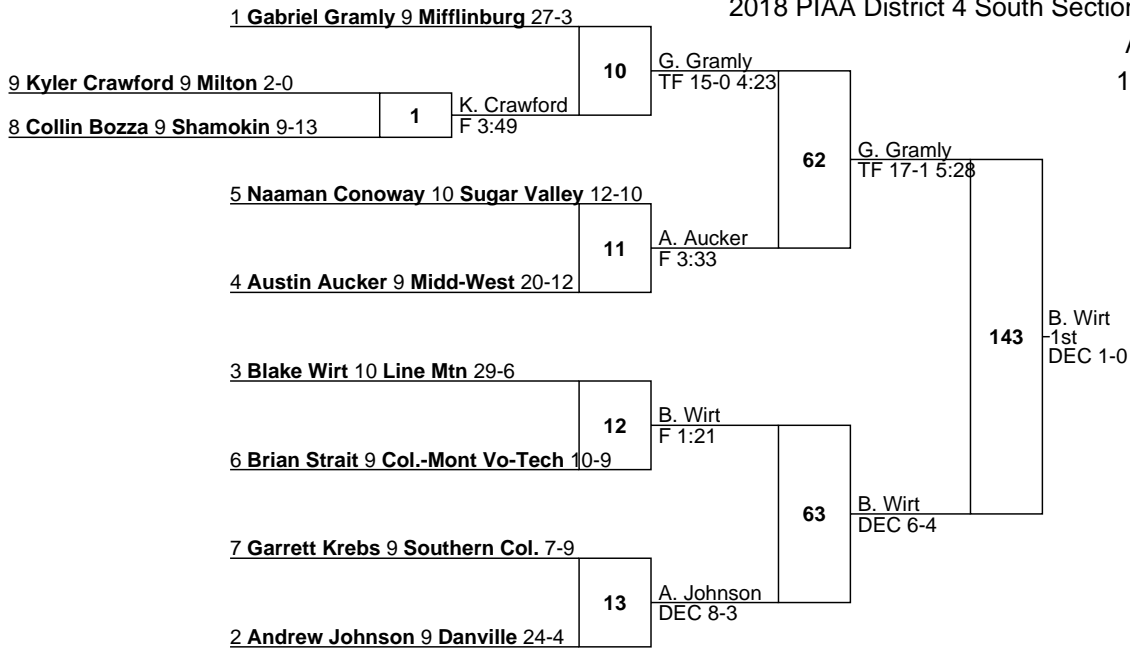 2018 PIAA District 4 South Section
1
1 Gabriel Gramly 9 Mifflinburg 27-3
10
G. Gramly
TF 15-0 4:23
9 Kyler Crawford 9 Milton 2-0
1
K. Crawford
F 3:49
8 Collin Bozza 9 Shamokin 9-13
62
G. Gramly
TF 17-1 5:28
5 Naaman Conoway 10 Sugar Valley 12-10
11
A. Aucker
F 3:33
4 Austin Aucker 9 Midd-West 20-12
143
B. Wirt
1st
DEC 1-0
3 Blake Wirt 10 Line Mtn 29-6
12
B. Wirt
F 1:21
6 Brian Strait 9 Col.-Mont Vo-Tech 10-9
63
B. Wirt
DEC 6-4
7 Garrett Krebs 9 Southern Col. 7-9
13
A. Johnson
DEC 8-3
2 Andrew Johnson 9 Danville 24-4